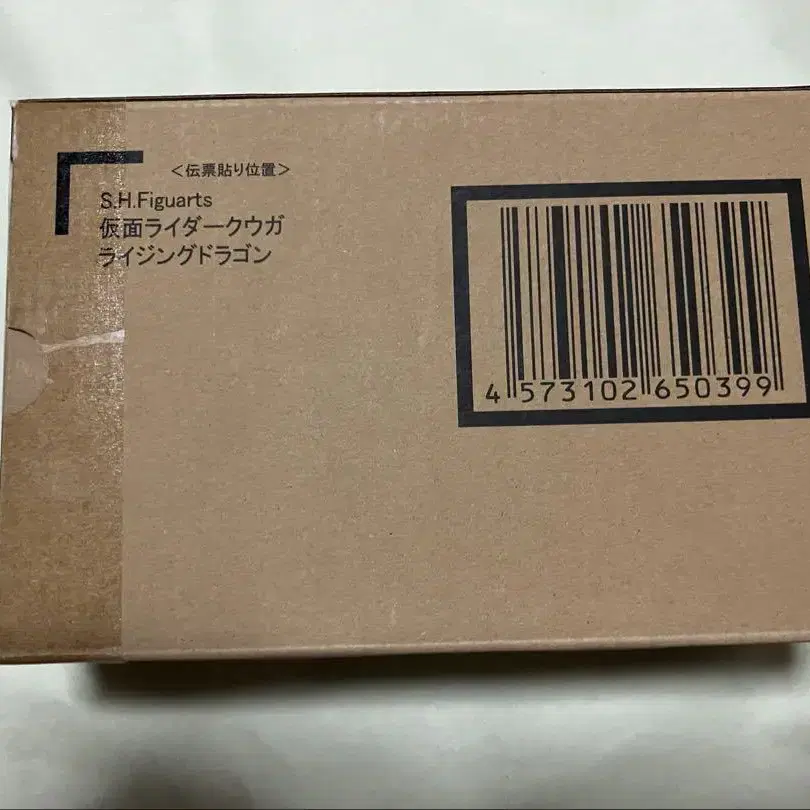 ＜伝票貼り位置＞
S.H.Figuarts
仮面ライダークウガ
ライジングドラゴン
4 573102 650399